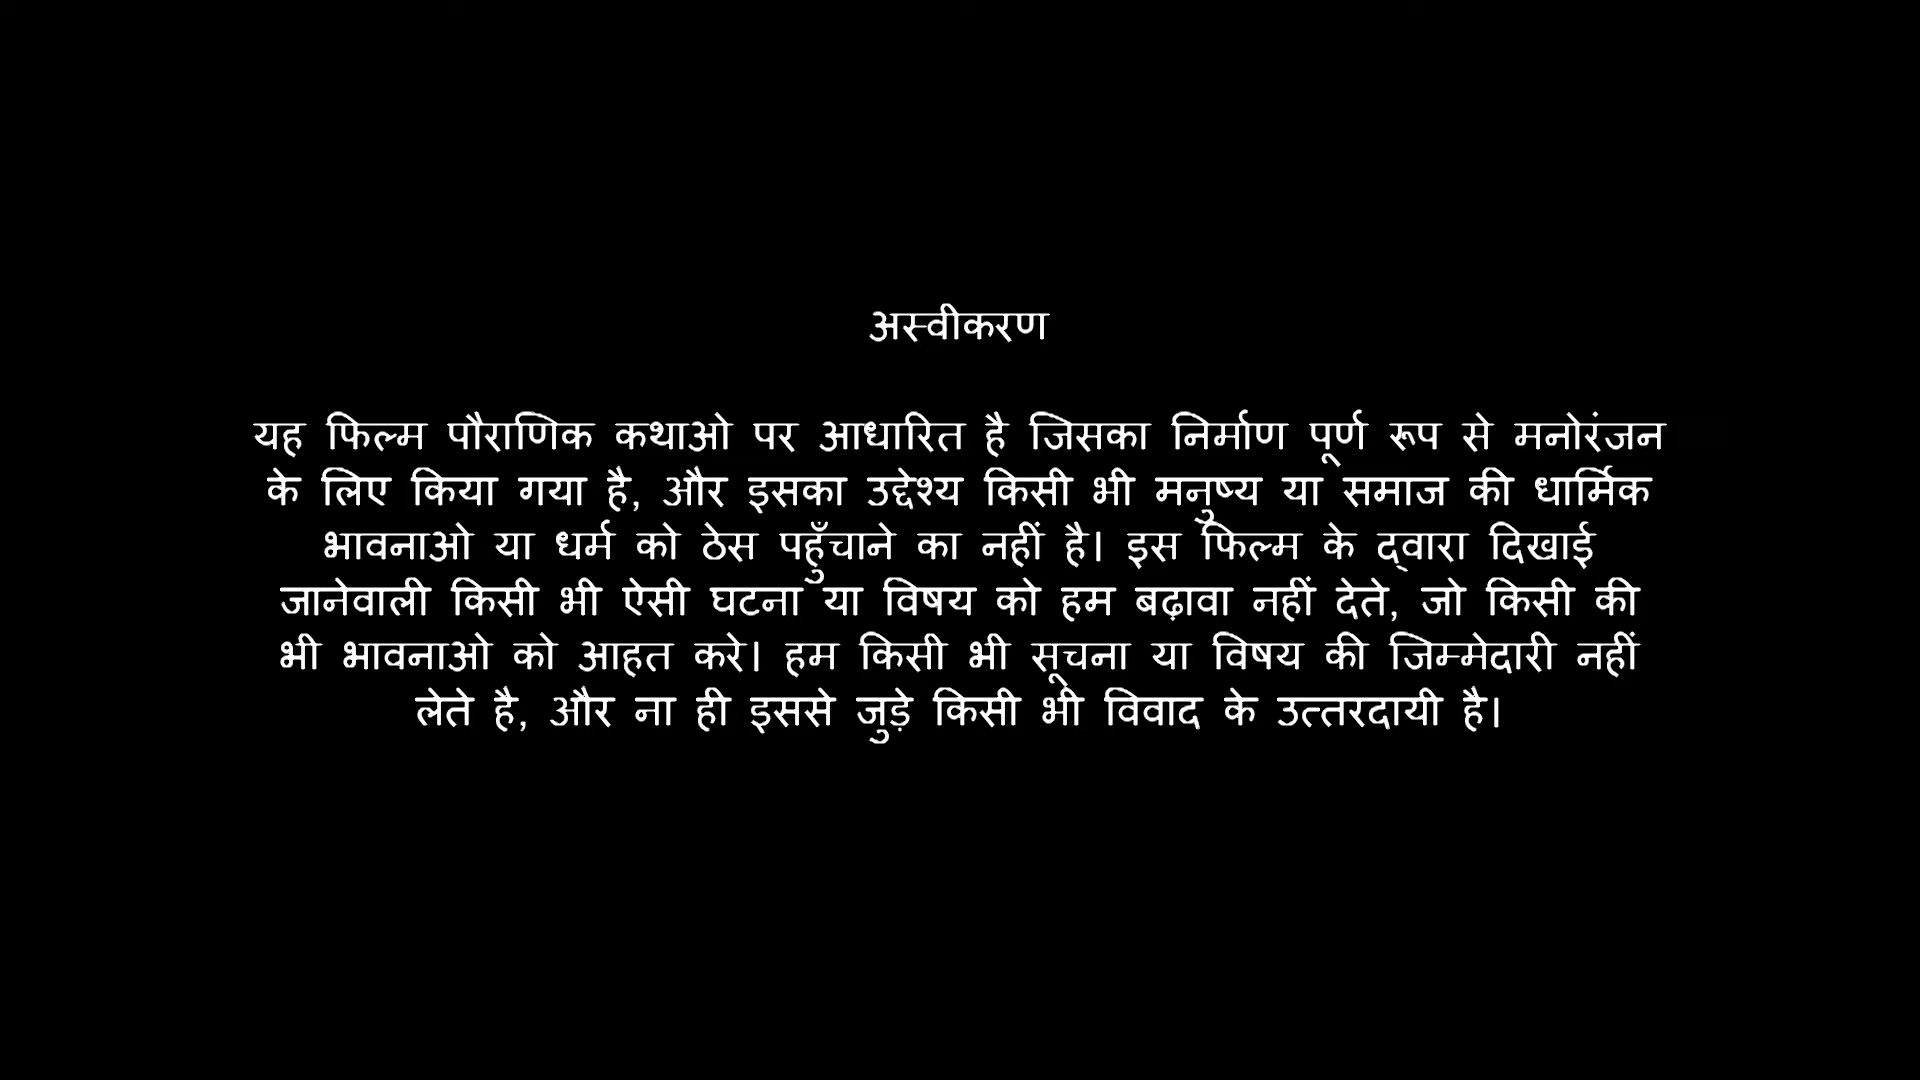 अस्वीकरण
यह फिल्म पौराणिक कथाओ पर आधारित है जिसका निर्माण पूर्ण रूप से मनोरंजन
के लिए किया गया है, और इसका उद्देश्य किसी भी मनुष्य या समाज की धार्मिक
भावनाओ या धर्म को ठेस पहुँचाने का नहीं है। इस फिल्म के द्वारा दिखाई
जानेवाली किसी भी ऐसी घटना या विषय को हम बढ़ावा नहीं देते, जो किसी की
भी भावनाओ को आहत करे। हम किसी भी सूचना या विषय की जिम्मेदारी नहीं
लेते है, और ना ही इससे जुड़े किसी भी विवाद के उत्तरदायी है।